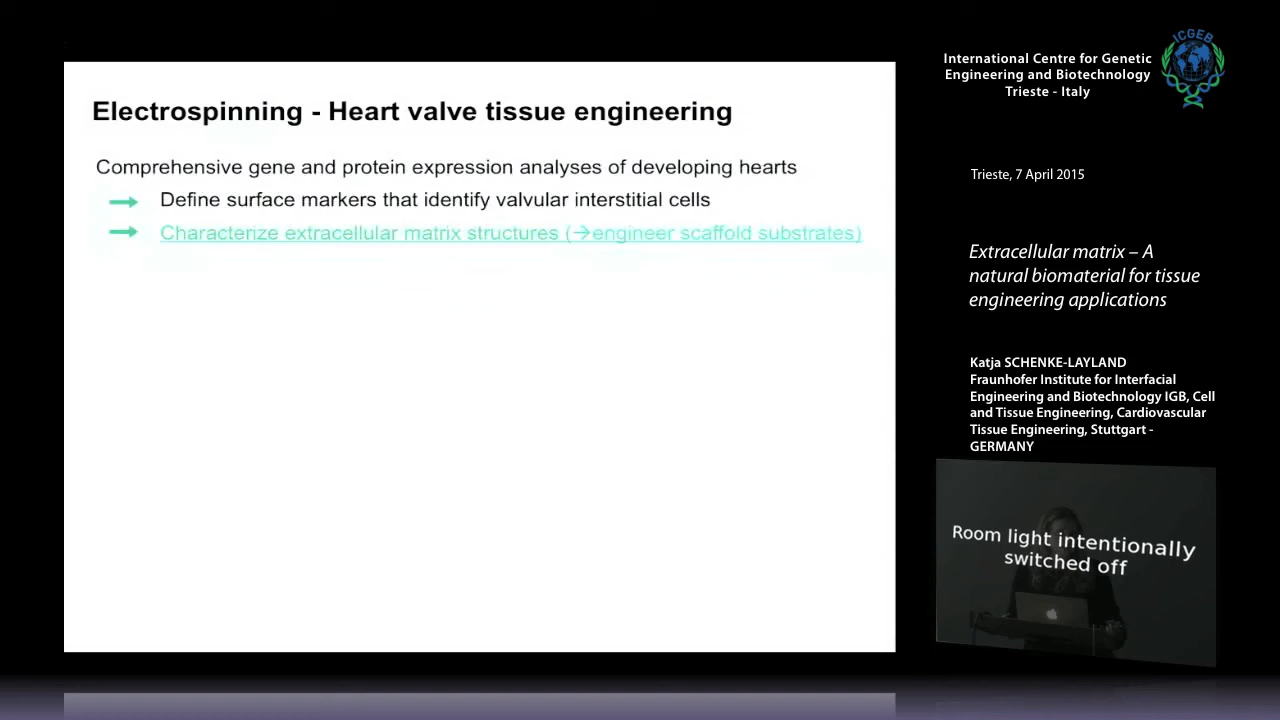 Electrospinning - Heart valve tissue engineering
Comprehensive gene and protein expression analyses of developing hearts
Define surface markers that identify valvular interstitial cells
Characterize extracellular matrix structures (→engineer scaffold substrates)
International Centre for Genetic
Engineering and Biotechnology
Trieste - Italy
ICGEB
Trieste, 7 April 2015
Extracellular matrix – A
natural biomaterial for tissue
engineering applications
Katja SCHENKE-LAYLAND
Fraunhofer Institute for Interfacial
Engineering and Biotechnology IGB, Cell
and Tissue Engineering, Cardiovascular
Tissue Engineering, Stuttgart -
GERMANY
Room light intentionally
switched off